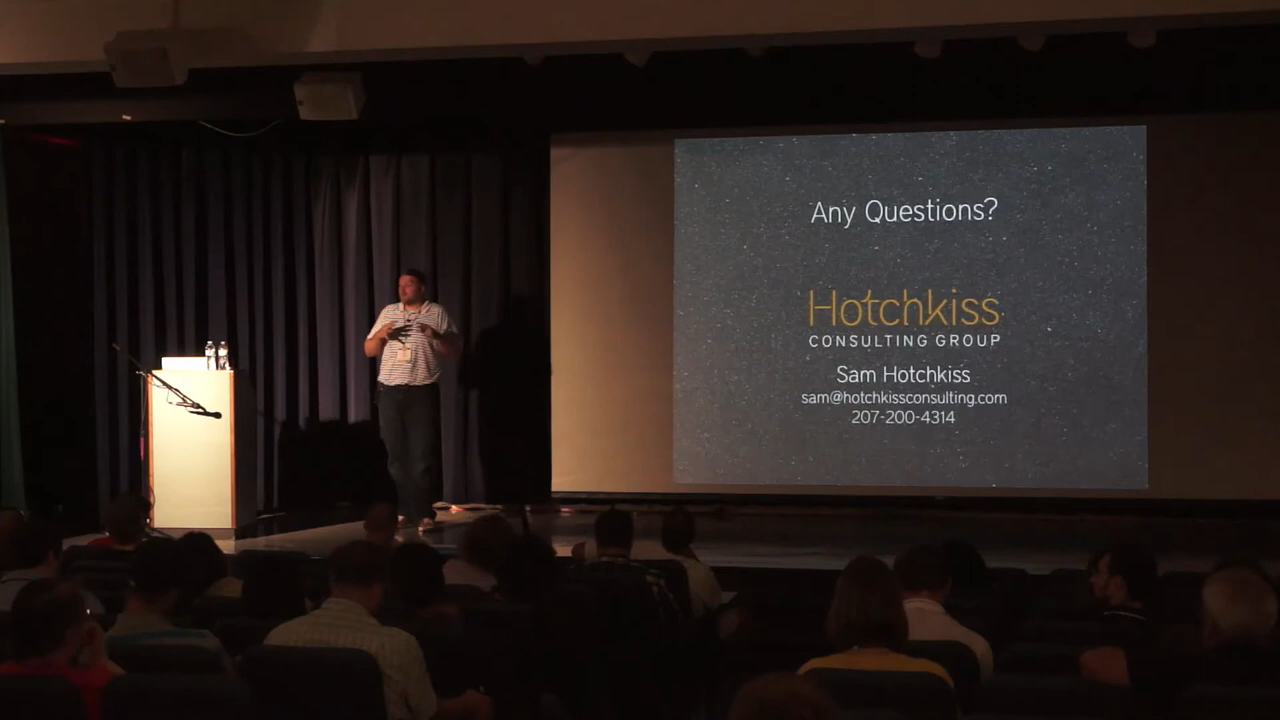 Any Questions?
Hotchkiss
CONSULTING GROUP
Sam Hotchkiss
sam@hotchkissconsulting.com
207-200-4314